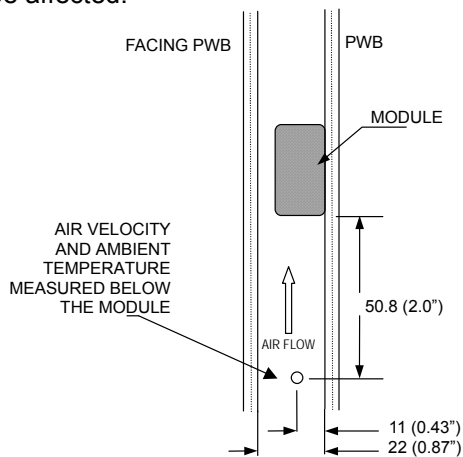 affected.
FACING PWB
PWB
MODULE
AIR VELOCITY
AND AMBIENT
TEMPERATURE
MEASURED BELOW
THE MODULE
50.8 (2.0”)
AIR FLOW
11 (0.43”)
22 (0.87”)